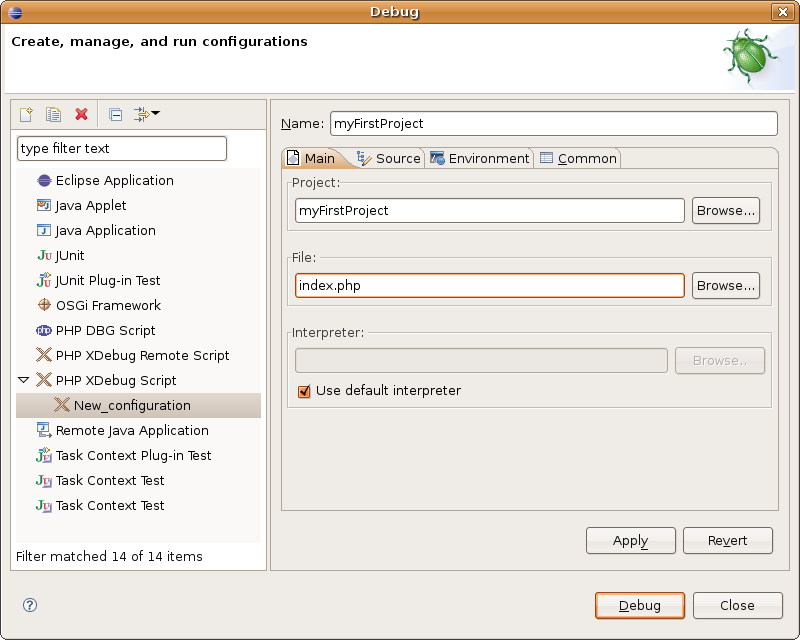 Debug
Create, manage, and run configurations
type filter text
Eclipse Application
Java Applet
Java Application
JUnit
JUnit Plug-in Test
OSGi Framework
PHP DBG Script
PHP XDebug Remote Script
PHP XDebug Script
New_configuration
Remote Java Application
Task Context Plug-in Test
Task Context Test
Task Context Test
Filter matched 14 of 14 items
Name: myFirstProject
Main Source Environment Common
Project:
myFirstProject Browse...
File:
index.php Browse...
Interpreter:
Browse..
Use default interpreter
Apply Revert
Debug Close